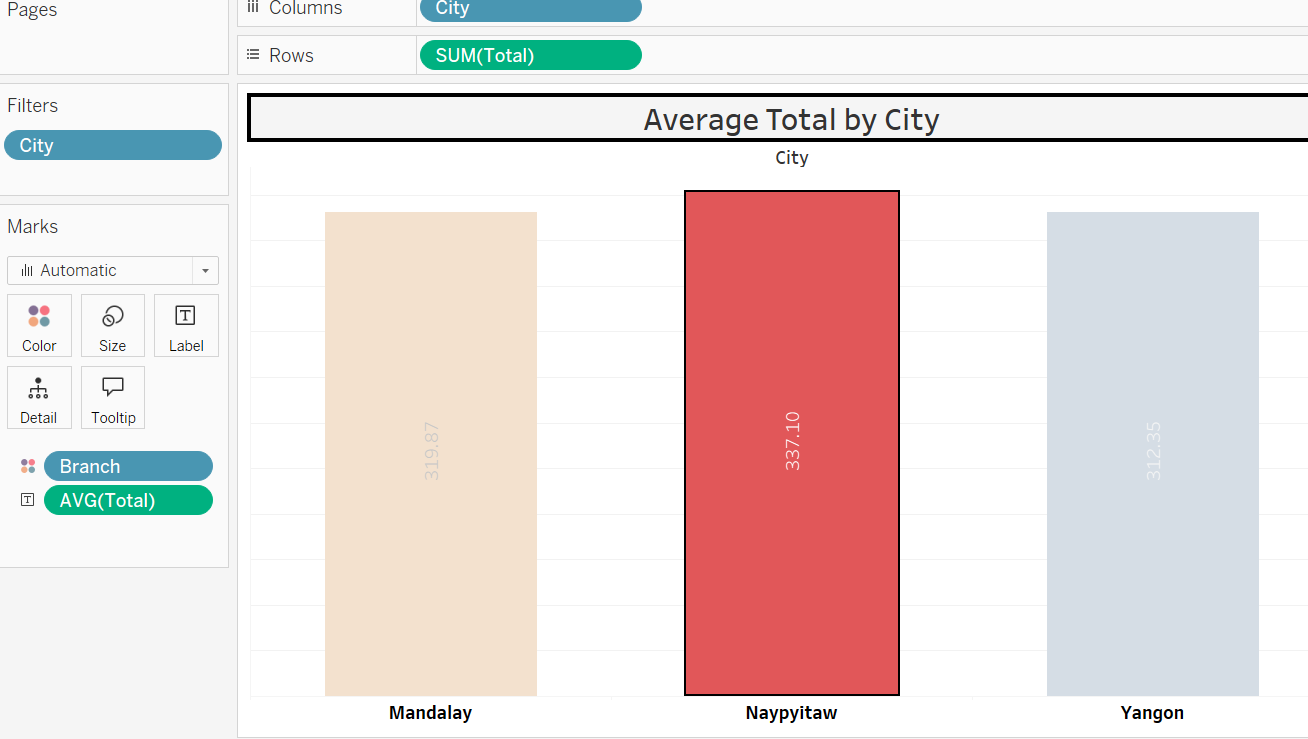 Pages
Columns
City
Rows
SUM(Total)
Filters
City
Marks
Automatic
Color
Size
Label
Detail
Tooltip
Branch
AVG(Total)
Average Total by City
City
319.87
337.10
312.35
Mandalay
Naypyitaw
Yangon